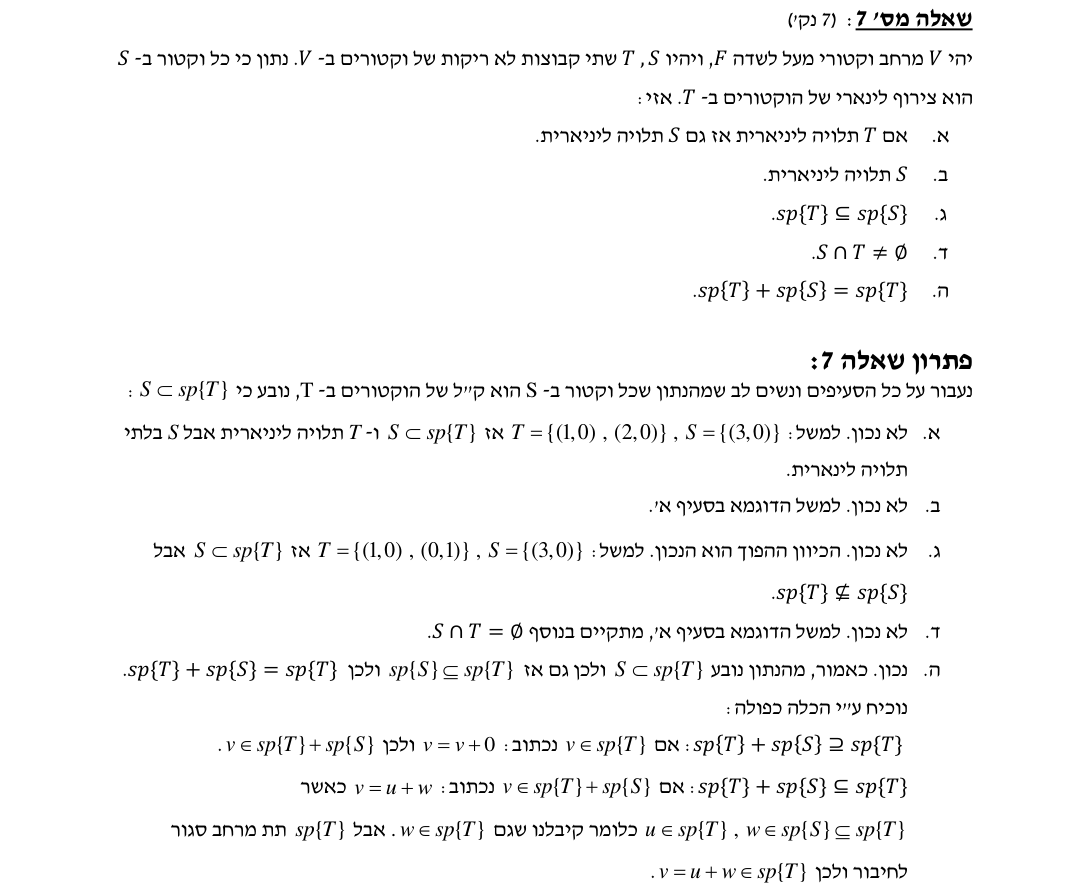 שאלה מס׳ 7 : (7 נק׳)
יהי V מרחב וקטורי מעל לשדה F, ויהיו S , T שתי קבוצות לא ריקות של וקטורים ב- V. נתון כי כל וקטור ב- S
הוא צירוף לינארי של הוקטורים ב- T. אזי:
א. אם T תלויה ליניארית אז גם S תלויה ליניארית.
ב. S תלויה ליניארית.
ג. sp{T} ⊆ sp{S}.
ד. S ∩ T ≠ ∅.
ה. sp{T} + sp{S} = sp{T}.
פתרון שאלה 7:
נעבור על כל הסעיפים ונשים לב שמהנתון שכל וקטור ב- S הוא ק״ל של הוקטורים ב- T, נובע כי S ⊂ sp{T} :
א. לא נכון. למשל: T = {(1,0) , (2,0)} , S = {(3,0)} אז S ⊂ sp{T} ו- T תלויה ליניארית אבל S בלתי
תלויה לינארית.
ב. לא נכון. למשל הדוגמא בסעיף א׳.
ג. לא נכון. הכיוון ההפוך הוא הנכון. למשל: T = {(1,0) , (0,1)} , S = {(3,0)} אז S ⊂ sp{T} אבל
sp{T} ⊈ sp{S}.
ד. לא נכון. למשל הדוגמא בסעיף א׳, מתקיים בנוסף S ∩ T = ∅.
ה. נכון. כאמור, מהנתון נובע S ⊂ sp{T} ולכן גם אז sp{S} ⊆ sp{T} ולכן sp{T} + sp{S} = sp{T}.
נוכיח ע״י הכלה כפולה:
sp{T} + sp{S} ⊇ sp{T} : אם v ∈ sp{T} נכתוב: v = v + 0 ולכן v ∈ sp{T} + sp{S} .
sp{T} + sp{S} ⊆ sp{T} : אם v ∈ sp{T} + sp{S} נכתוב: v = u + w כאשר
u ∈ sp{T} , w ∈ sp{S} ⊆ sp{T} כלומר קיבלנו שגם w ∈ sp{T} . אבל sp{T} תת מרחב סגור
לחיבור ולכן v = u + w ∈ sp{T} .